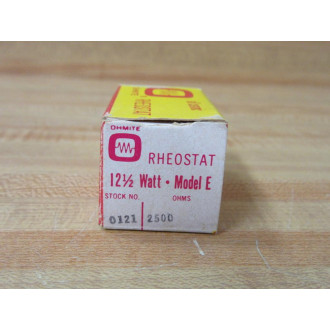 OHMITE
RHEOSTAT
12½ Watt • Model E
STOCK NO. OHMS
0121 2500